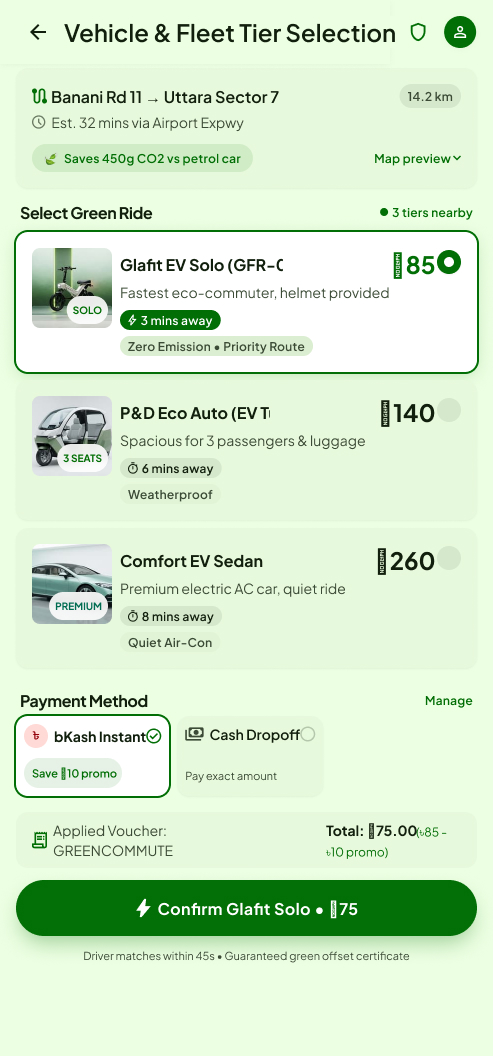 Vehicle & Fleet Tier Selection
Banani Rd 11 → Uttara Sector 7
14.2 km
Est. 32 mins via Airport Expwy
Saves 450g CO2 vs petrol car
Map preview
Select Green Ride
3 tiers nearby
SOLO
Glafit EV Solo (GFR-
85
Fastest eco-commuter, helmet provided
3 mins away
Zero Emission • Priority Route
3 SEATS
P&D Eco Auto (EV
140
Spacious for 3 passengers & luggage
6 mins away
Weatherproof
PREMIUM
Comfort EV Sedan
260
Premium electric AC car, quiet ride
8 mins away
Quiet Air-Con
Payment Method
Manage
৳ bKash Instant
Save 10 promo
Cash Dropoff
Pay exact amount
Applied Voucher:
GREENCOMMUTE
Total: 75.00(৳85 -
৳10 promo)
Confirm Glafit Solo • 75
Driver matches within 45s • Guaranteed green offset certificate